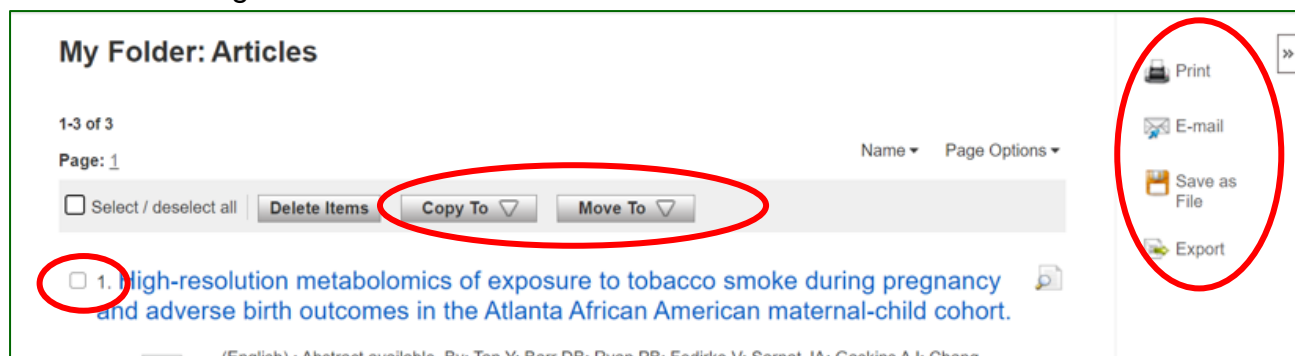 My Folder: Articles
Print
1-3 of 3
E-mail
Page: 1
Name Page Options
Save as
File
Select / deselect all Delete Items Copy To Move To
Export
1. High-resolution metabolomics of exposure to tobacco smoke during pregnancy
and adverse birth outcomes in the Atlanta African American maternal-child cohort.